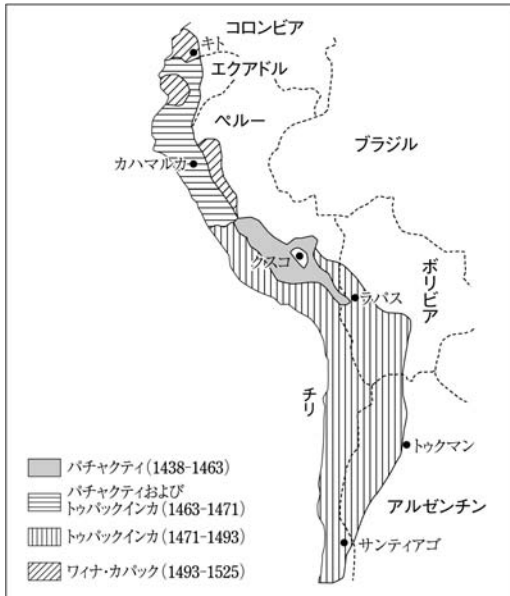 コロンビア
キト
エクアドル
ペルー
ブラジル
カハマルカ
クスコ
ボリビア
ラパス
チリ
トゥクマン
アルゼンチン
サンティアゴ
パチャクティ(1438-1463)
パチャクティおよび
トゥパックインカ(1463-1471)
トゥパックインカ(1471-1493)
ワィナ・カパック(1493-1525)